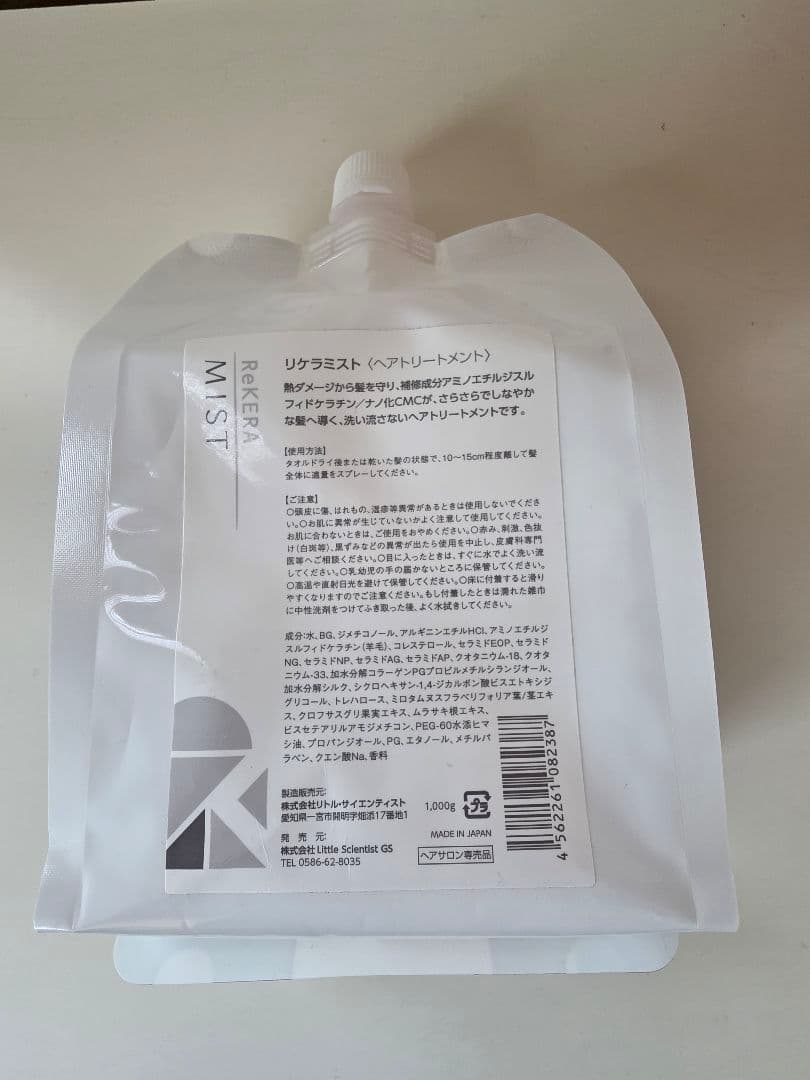 ReKERA
MIST
リケラミスト〈ヘアトリートメント〉
熱ダメージから髪を守り、補修成分アミノエチルジスル
フィドケラチン/ナノ化CMCが、さらさらでしなやか
な髪へ導く、洗い流さないヘアトリートメントです。
【使用方法】
タオルドライ後または乾いた髪の状態で、10〜15cm程度離して髪
全体に適量をスプレーしてください。
【ご注意】
○頭皮に傷、はれもの、湿疹等異常があるときは使用しないでくださ
い。○お肌に異常が生じていないかよく注意して使用してください。
お肌に合わないときは、ご使用をおやめください。○赤み、刺激、色抜
け(白斑等)、黒ずみなどの異常が出たら使用を中止し、皮膚科専門
医等へご相談ください。○目に入ったときは、すぐに水でよく洗い流
してください。○乳幼児の手の届かないところに保管してください。
○高温や直射日光を避けて保管してください。○床に付着すると滑り
やすくなりますのでご注意ください。もし付着したときは濡れた雑巾
に中性洗剤をつけてふき取った後、よく水拭きしてください。
成分:水、BG、ジメチコノール、アルギニンエチルHCl、アミノエチルジ
スルフィドケラチン(羊毛)、コレステロール、セラミドEOP、セラミド
NG、セラミドNP、セラミドAG、セラミドAP、クオタニウム-18、クオタ
ニウム-33、加水分解コラーゲンPGプロピルメチルシランジオール、
加水分解シルク、シクロヘキサン-1,4-ジカルボン酸ビスエトキシジ
グリコール、トレハロース、ミロタムヌスフラベリフォリア葉/茎エキ
ス、クロフサスグリ果実エキス、ムラサキ根エキス、
ビスセテアリルアモジメチコン、PEG-60水添ヒマ
シ油、プロパンジオール、PG、エタノール、メチルパ
ラベン、クエン酸Na、香料
製造販売元:
株式会社リトル・サイエンティスト
愛知県一宮市開明字畑添17番地1
発 売 元:
株式会社 Little Scientist GS
TEL 0586-62-8035
1,000g
プラ
MADE IN JAPAN
ヘアサロン専売品
4 562261 082387